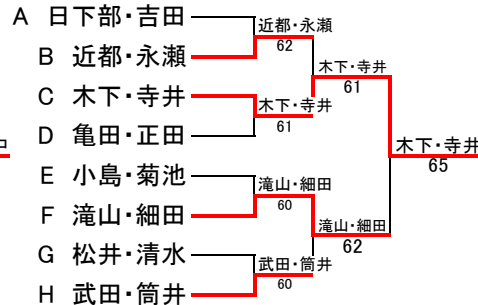 A 日下部・吉田
B 近都・永瀬
C 木下・寺井
D 亀田・正田
E 小島・菊池
F 滝山・細田
G 松井・清水
H 武田・筒井
近都・永瀬
62
木下・寺井
61
滝山・細田
60
武田・筒井
60
木下・寺井
61
滝山・細田
62
木下・寺井
65